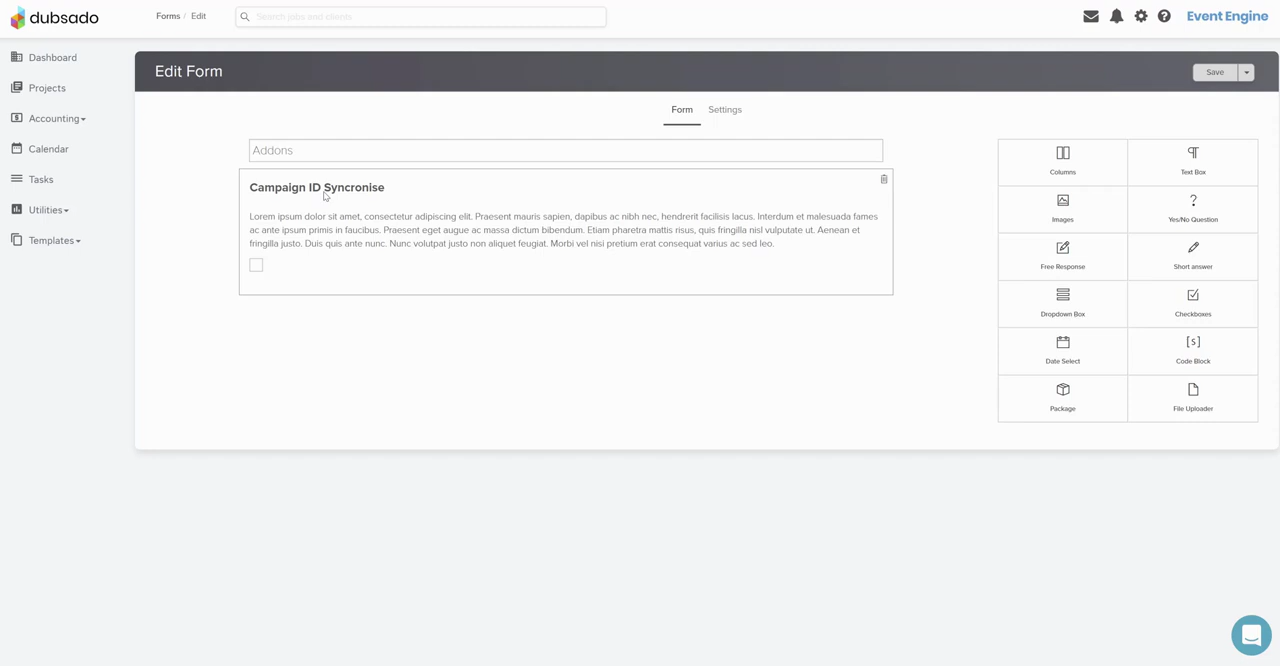 dubsado
Forms / Edit
Search jobs and clients
Event Engine
Dashboard
Projects
Accounting
Calendar
Tasks
Utilities
Templates
Edit Form
Save
Form
Settings
Addons
Campaign ID Syncronise
Lorem ipsum dolor sit amet, consectetur adipiscing elit. Praesent mauris sapien, dapibus ac nibh nec, hendrerit facilisis lacus. Interdum et malesuada fames
ac ante ipsum primis in faucibus. Praesent eget augue ac massa dictum bibendum. Etiam pharetra mattis risus, quis fringilla nisl vulputate ut. Aenean et
fringilla justo. Duis quis ante nunc. Nunc volutpat justo non aliquet feugiat. Morbi vel nisi pretium erat consequat varius ac sed leo.
Columns
Text Box
Images
Yes/No Question
Free Response
Short answer
Dropdown Box
Checkboxes
Date Select
[s]
Code Block
Package
File Uploader